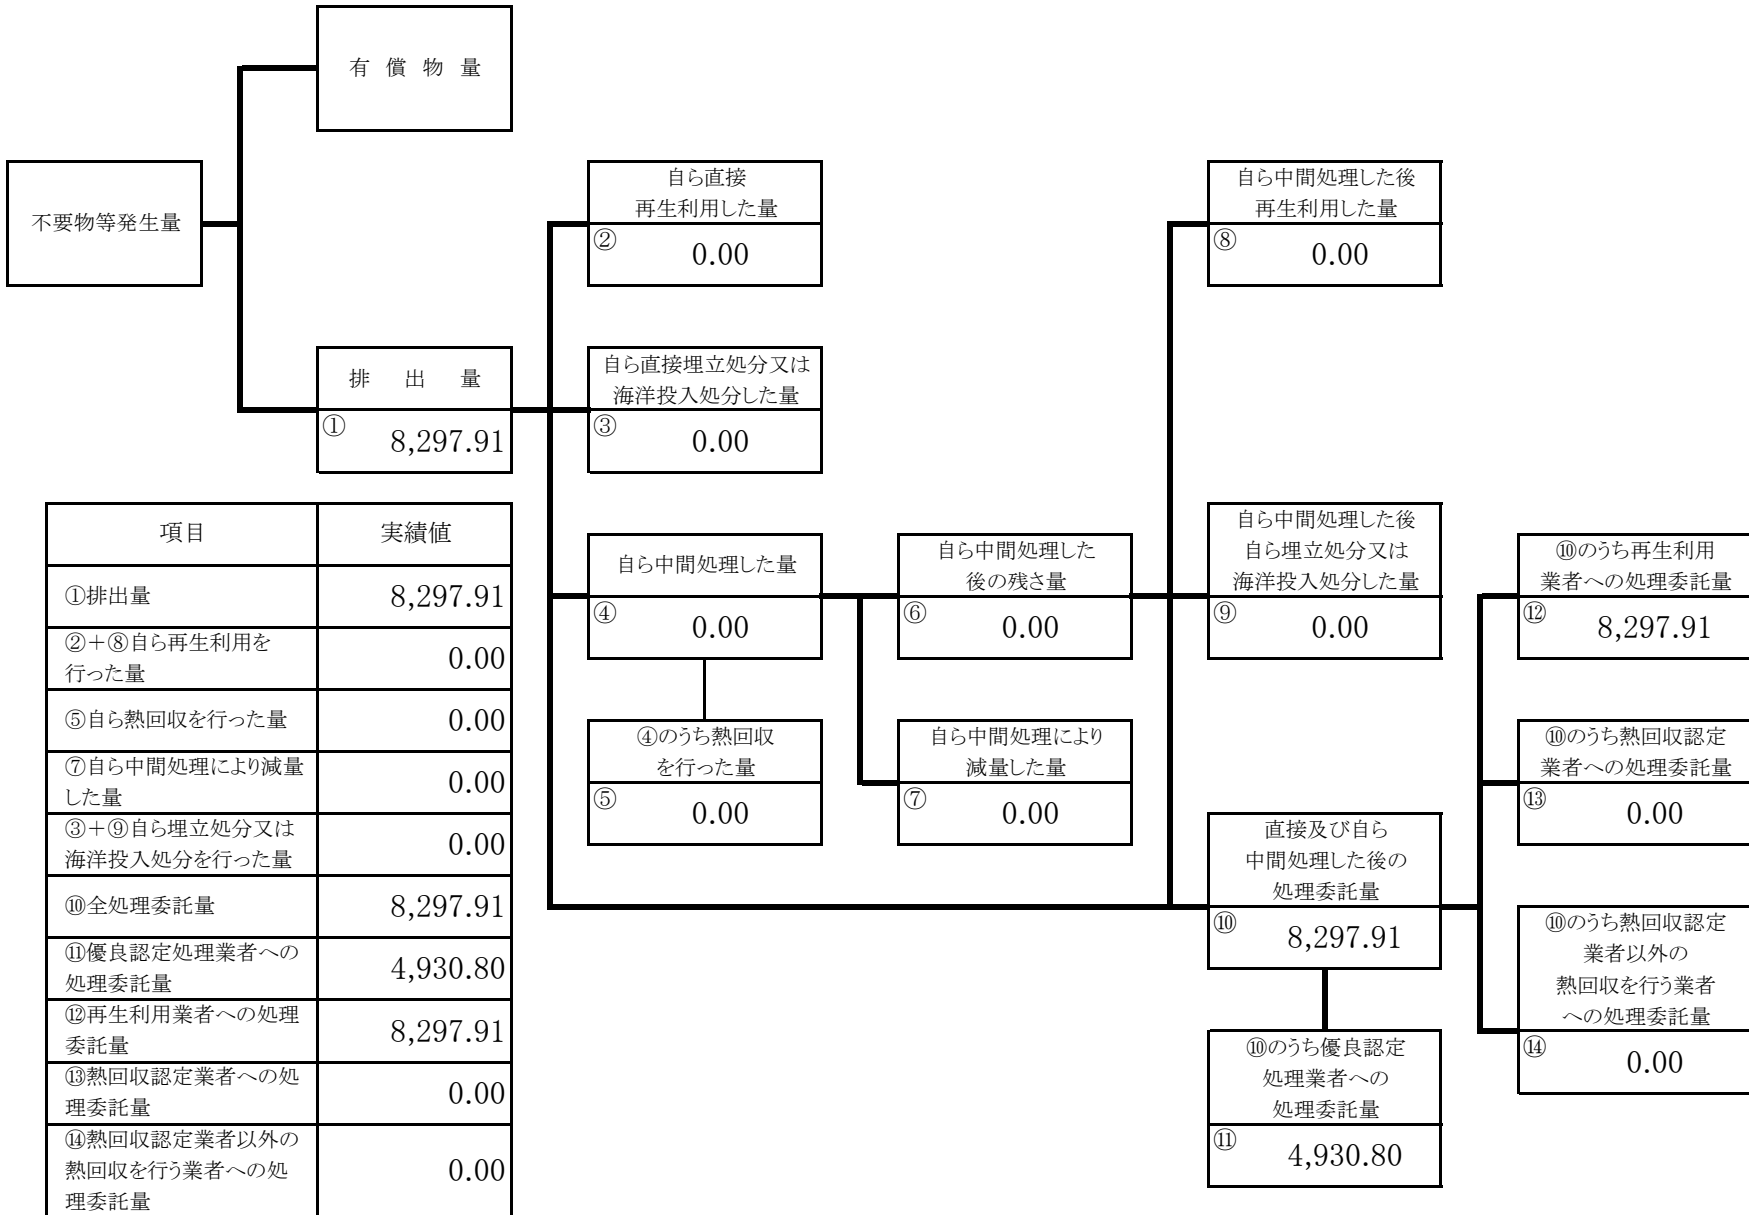 有 償 物 量
不要物等発生量
自ら直接
再生利用した量
② 0.00
自ら中間処理した後
再生利用した量
⑧ 0.00
排 出 量
① 8,297.91
自ら直接埋立処分又は
海洋投入処分した量
③ 0.00
自ら中間処理した量
④ 0.00
自ら中間処理した
後の残さ量
⑥ 0.00
自ら中間処理した後
自ら埋立処分又は
海洋投入処分した量
⑨ 0.00
⑩のうち再生利用
業者への処理委託量
⑫ 8,297.91
④のうち熱回収
を行った量
⑤ 0.00
自ら中間処理により
減量した量
⑦ 0.00
⑩のうち熱回収認定
業者への処理委託量
⑬ 0.00
直接及び自ら
中間処理した後の
処理委託量
⑩ 8,297.91
⑩のうち熱回収認定
業者以外の
熱回収を行う業者
への処理委託量
⑭ 0.00
⑩のうち優良認定
処理業者への
処理委託量
⑪ 4,930.80
項目 実績値
①排出量 8,297.91
②+⑧自ら再生利用を
行った量 0.00
⑤自ら熱回収を行った量 0.00
⑦自ら中間処理により減量
した量 0.00
③+⑨自ら埋立処分又は
海洋投入処分を行った量 0.00
⑩全処理委託量 8,297.91
⑪優良認定処理業者への
処理委託量 4,930.80
⑫再生利用業者への処理
委託量 8,297.91
⑬熱回収認定業者への処
理委託量 0.00
⑭熱回収認定業者以外の
熱回収を行う業者への処
理委託量 0.00